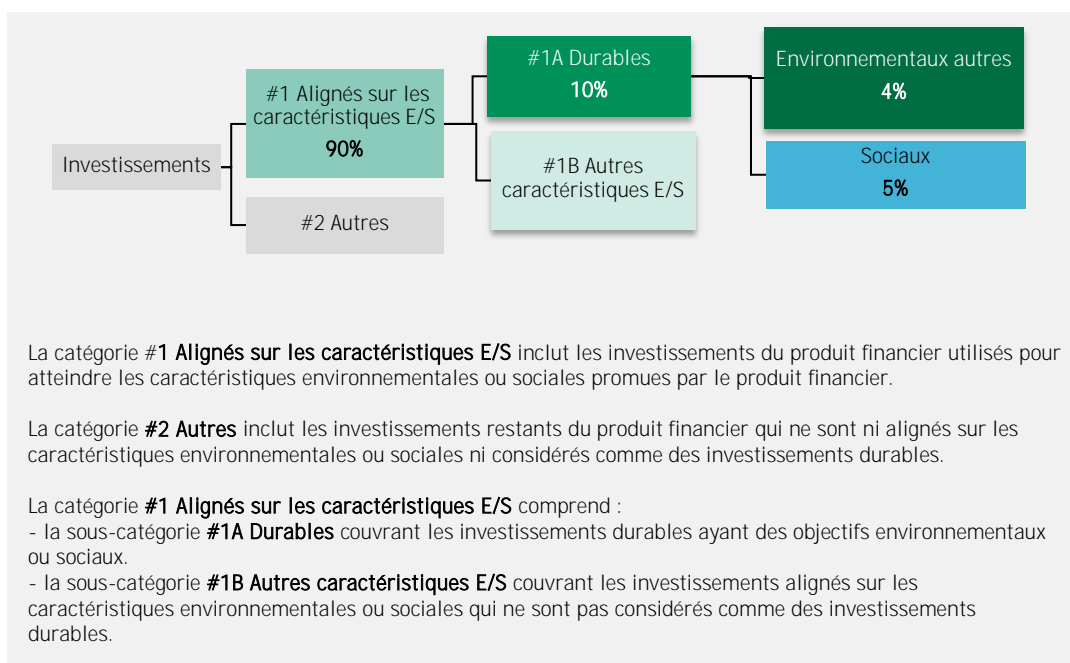 #1A Durables
10%
Environnementaux autres
4%
#1 Alignés sur les
caractéristiques E/S
90%
Investissements
#1B Autres
caractéristiques E/S
Sociaux
5%
#2 Autres
La catégorie #1 Alignés sur les caractéristiques E/S inclut les investissements du produit financier utilisés pour
atteindre les caractéristiques environnementales ou sociales promues par le produit financier.
La catégorie #2 Autres inclut les investissements restants du produit financier qui ne sont ni alignés sur les
caractéristiques environnementales ou sociales ni considérés comme des investissements durables.
La catégorie #1 Alignés sur les caractéristiques E/S comprend :
- la sous-catégorie #1A Durables couvrant les investissements durables ayant des objectifs environnementaux
ou sociaux.
- la sous-catégorie #1B Autres caractéristiques E/S couvrant les investissements alignés sur les
caractéristiques environnementales ou sociales qui ne sont pas considérés comme des investissements
durables.